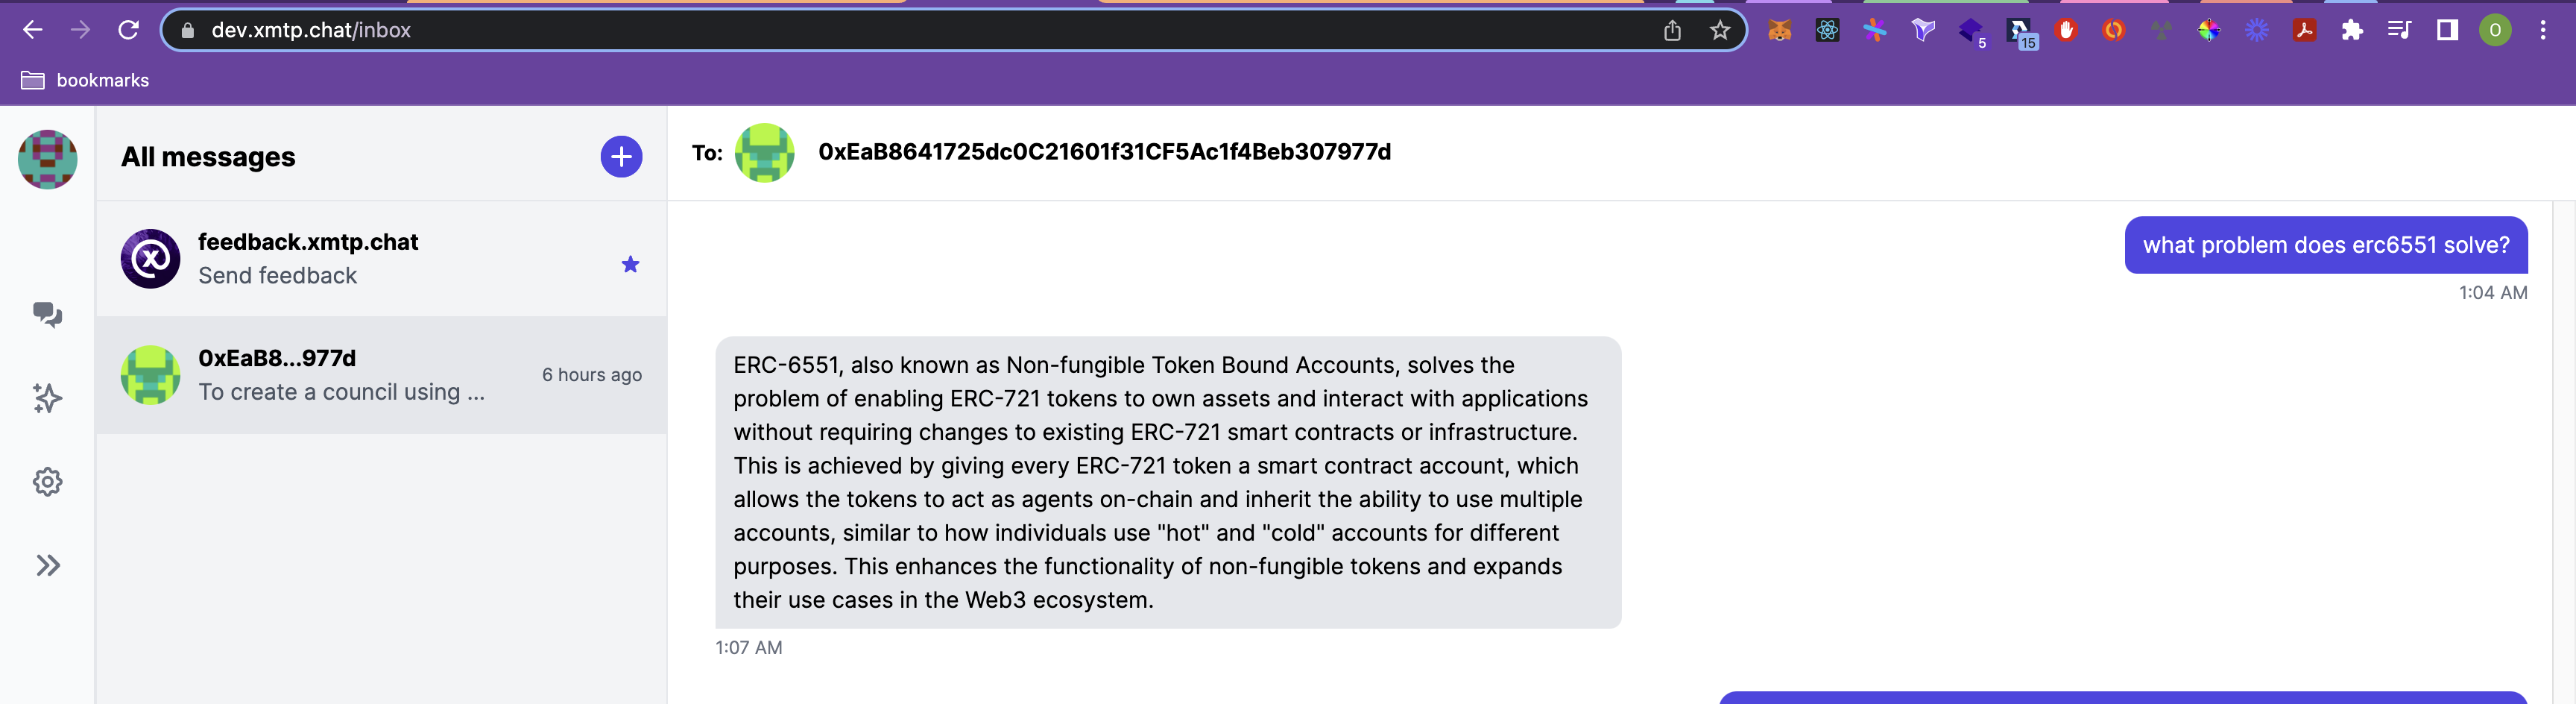 dev.xmtp.chat/inbox
5
15
O
bookmarks
All messages
To:
0xEaB8641725dc0C21601f31CF5Ac1f4Beb307977d
feedback.xmtp.chat
Send feedback
0xEaB8...977d
To create a council using ...
6 hours ago
what problem does erc6551 solve?
1:04 AM
ERC-6551, also known as Non-fungible Token Bound Accounts, solves the
problem of enabling ERC-721 tokens to own assets and interact with applications
without requiring changes to existing ERC-721 smart contracts or infrastructure.
This is achieved by giving every ERC-721 token a smart contract account, which
allows the tokens to act as agents on-chain and inherit the ability to use multiple
accounts, similar to how individuals use "hot" and "cold" accounts for different
purposes. This enhances the functionality of non-fungible tokens and expands
their use cases in the Web3 ecosystem.
1:07 AM